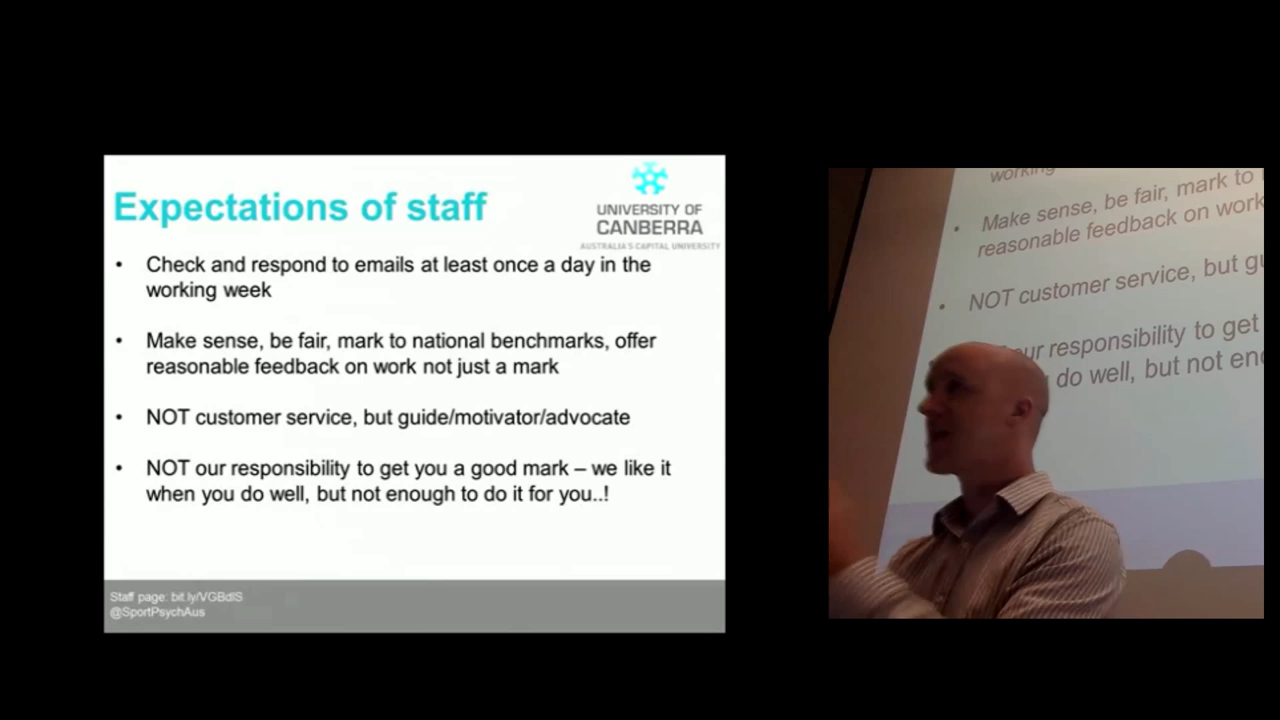 Expectations of staff
UNIVERSITY OF
CANBERRA
AUSTRALIA'S CAPITAL UNIVERSITY
• Check and respond to emails at least once a day in the
working week
• Make sense, be fair, mark to national benchmarks, offer
reasonable feedback on work not just a mark
• NOT customer service, but guide/motivator/advocate
• NOT our responsibility to get you a good mark – we like it
when you do well, but not enough to do it for you..!
Staff page: bit.ly/VGBdlS
@SportPsychAus
working
• Make sense, be fair, mark to
reasonable feedback on work
• NOT customer service, but
our responsibility to get
do well, but not